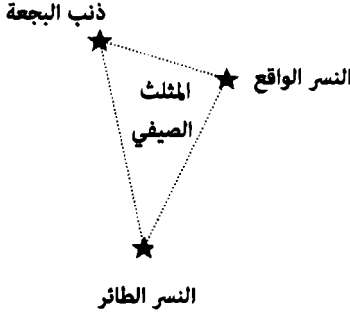 ذنب البجعة
النسر الواقع
المثلث
الصيفي
النسر الطائر